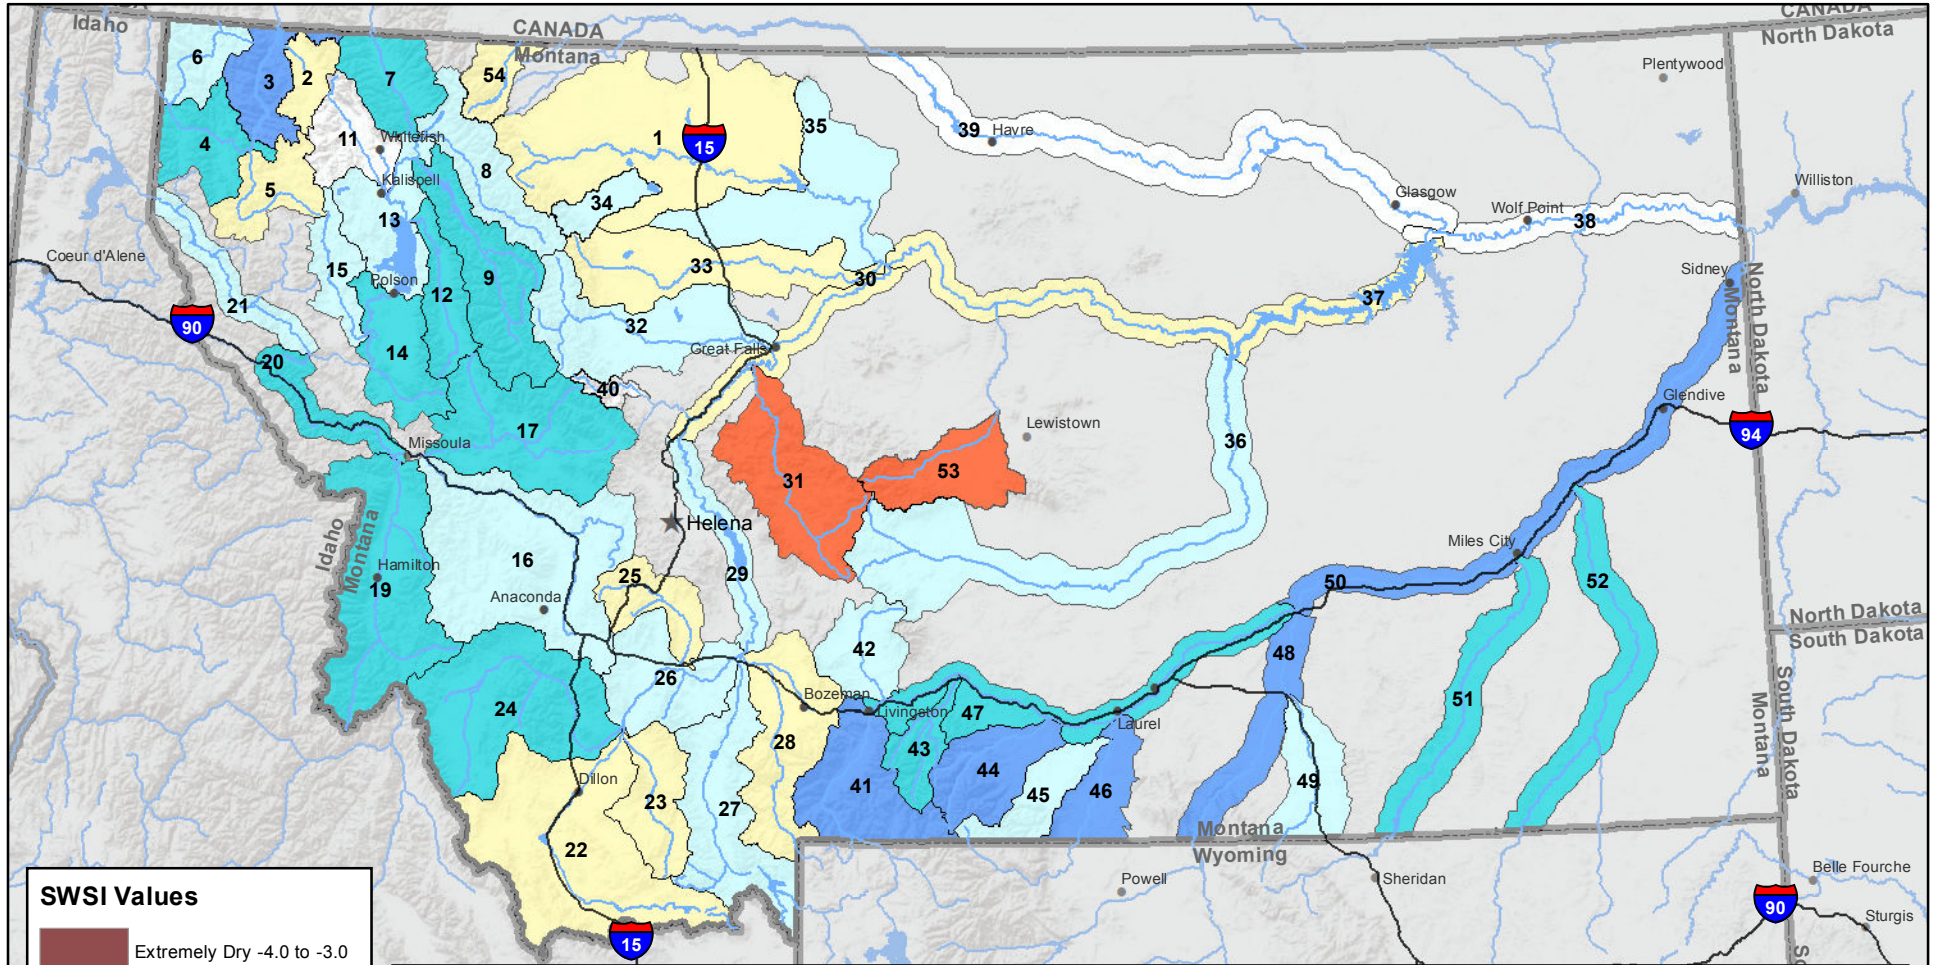 CANADA
Idaho
CANADA
Montana
CANADA
North Dakota
6
3
2
7
54
Plentywood
4
11
Whitefish
8
1
15
35
39
Havre
5
Kalispell
13
34
Glasgow
Wolf Point
38
Williston
Coeur d'Alene
15
Polson
12
9
33
30
37
Sidney
North Dakota
Montana
21
90
32
Great Falls
20
14
40
Glendive
17
Missoula
Lewistown
36
94
31
53
Helena
Idaho
Montana
16
Hamilton
19
Anaconda
25
29
Miles City
50
52
North Dakota
South Dakota
42
48
26
Bozeman
Livingston
47
Laurel
51
South Dakota
Montana
24
28
43
44
41
45
46
49
Dillon
23
27
22
Montana
Wyoming
Powell
Sheridan
Belle Fourche
90
Sturgis
15
SWSI Values
Extremely Dry -4.0 to -3.0